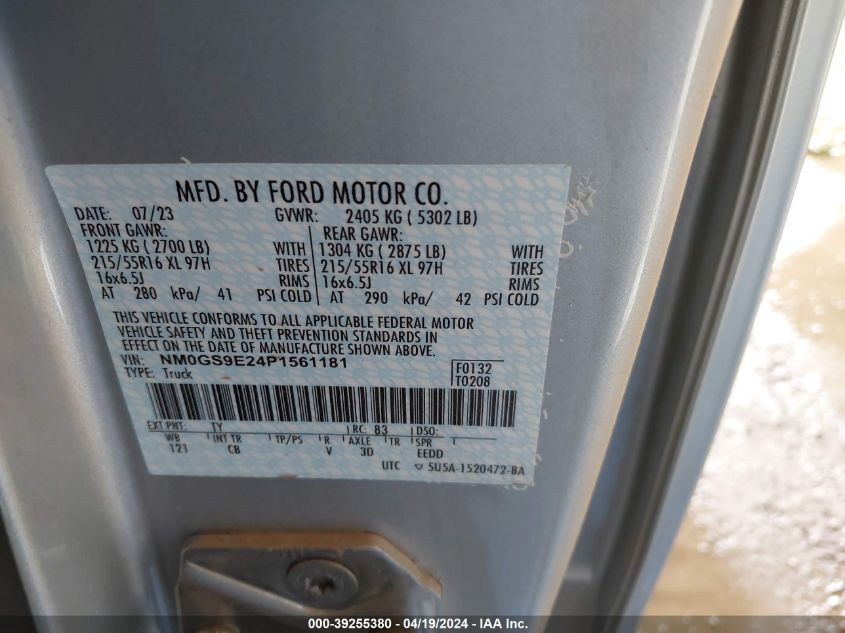 MFD. BY FORD MOTOR CO.
DATE: 07/23 GVWR: 2405 KG ( 5302 LB)
FRONT GAWR: REAR GAWR:
1225 KG ( 2700 LB) WITH 1304 KG ( 2875 LB) WITH
215/55R16 XL 97H TIRES 215/55R16 XL 97H TIRES
16x6.5J RIMS 16x6.5J RIMS
AT 280 kPa/ 41 PSI COLD AT 290 kPa/ 42 PSI COLD
THIS VEHICLE CONFORMS TO ALL APPLICABLE FEDERAL MOTOR
VEHICLE SAFETY AND THEFT PREVENTION STANDARDS IN
EFFECT ON THE DATE OF MANUFACTURE SHOWN ABOVE.
VIN: NM0GS9E24P1561181 F0132
TYPE: Truck T0208
EXT PNT: TY RC: 83 DSO:
WB INT TR TP/PS R AXLE TR SPR
121 CB V 3D EEDD
UTC 5U5A-1520472-BA
000-39255380 - 04/19/2024 - IAA Inc.